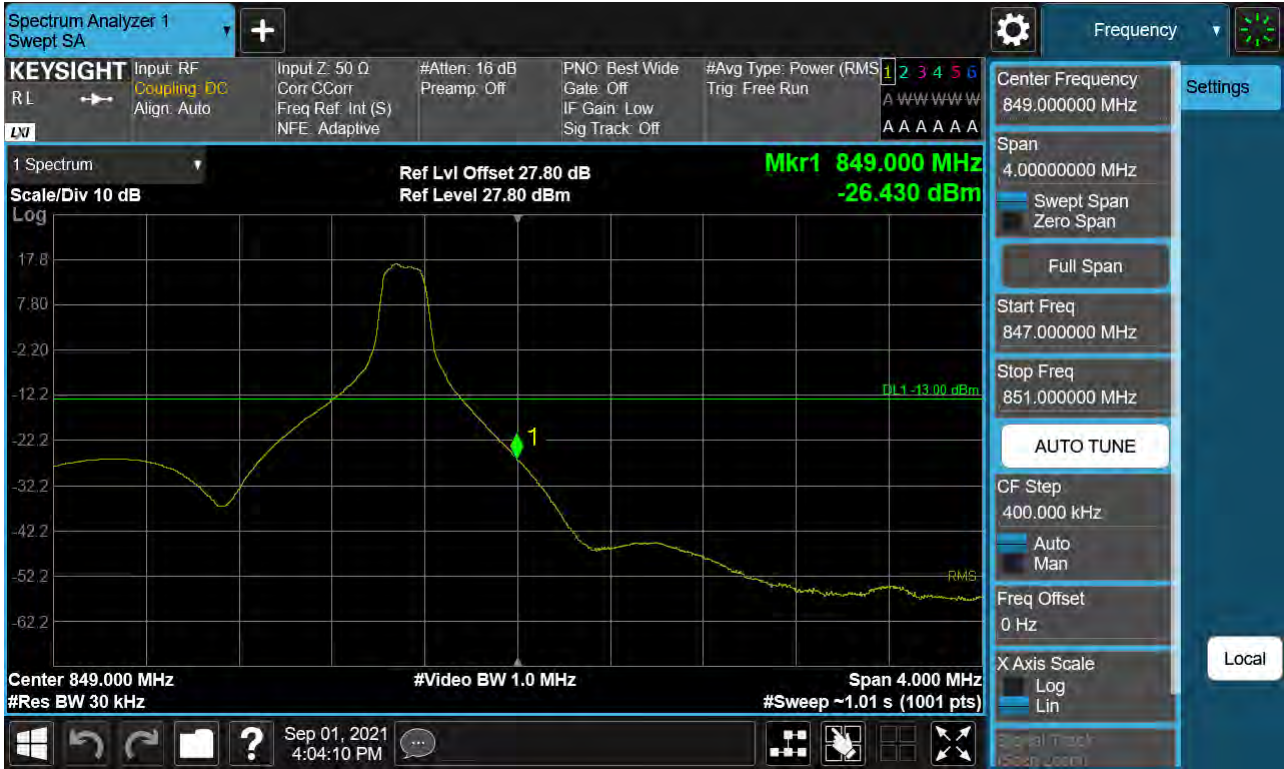 Spectrum Analyzer 1
Swept SA
Frequency
KEYSIGHT
R L
LXI
Input: RF
Coupling: DC
Align: Auto
Input Z: 50 Ω
Corr CCorr
Freq Ref: Int (S)
NFE: Adaptive
#Atten: 16 dB
Preamp: Off
PNO: Best Wide
Gate: Off
IF Gain: Low
Sig Track: Off
#Avg Type: Power (RMS
Trig: Free Run
1 2 3 4 5 6
A W W W W W
A A A A A A
1 Spectrum
Scale/Div 10 dB
Log
Ref Lvl Offset 27.80 dB
Ref Level 27.80 dBm
Mkr1 849.000 MHz
-26.430 dBm
17.8
7.80
-2.20
-12.2
-22.2
-32.2
-42.2
-52.2
-62.2
DL1 -13.00 dBm
1
RMS
Center 849.000 MHz
#Video BW 1.0 MHz
Span 4.000 MHz
#Res BW 30 kHz
#Sweep ~1.01 s (1001 pts)
Center Frequency
849.000000 MHz
Settings
Span
4.00000000 MHz
Swept Span
Zero Span
Full Span
Start Freq
847.000000 MHz
Stop Freq
851.000000 MHz
AUTO TUNE
CF Step
400.000 kHz
Auto
Man
Freq Offset
0 Hz
X Axis Scale
Log
Lin
Local
Signal Track
(Span Zoom)
?
Sep 01, 2021
4:04:10 PM